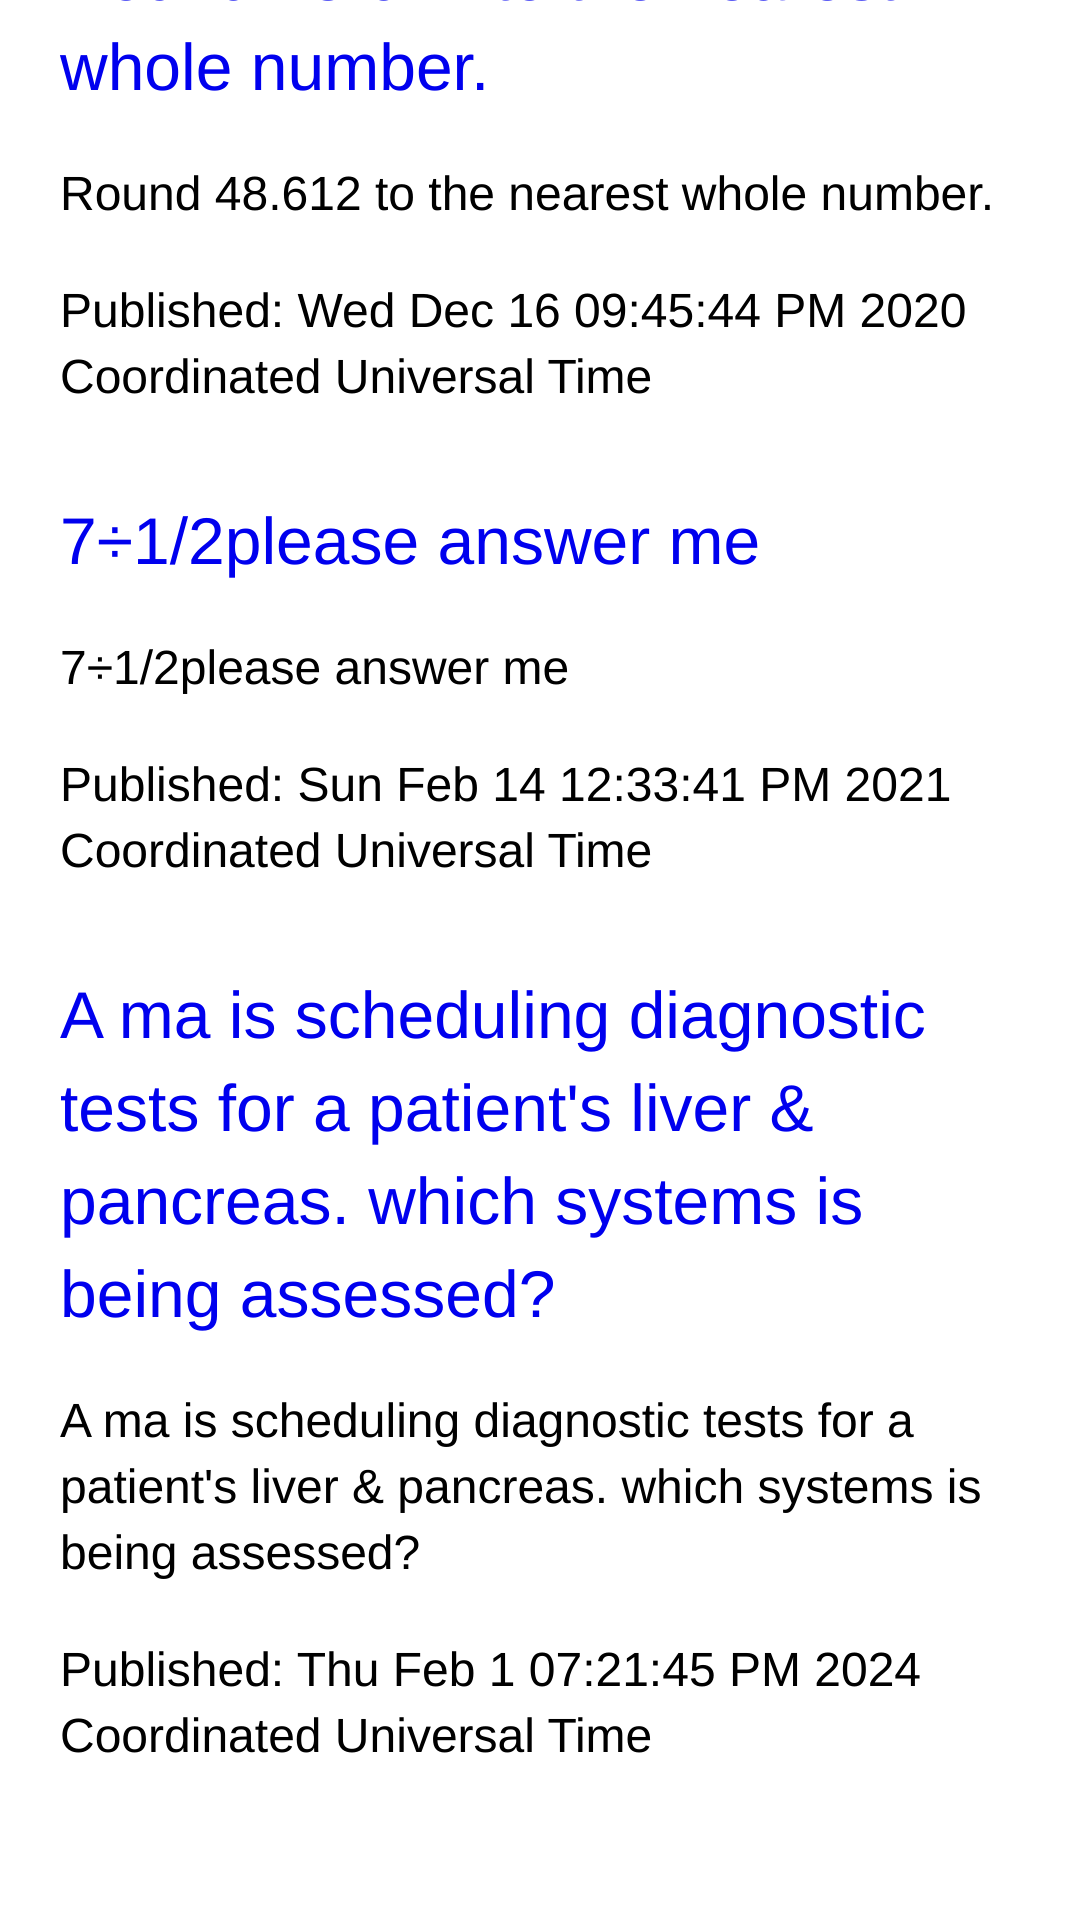 whole number.
Round 48.612 to the nearest whole number.
Published: Wed Dec 16 09:45:44 PM 2020
Coordinated Universal Time
7÷1/2please answer me
7÷1/2please answer me
Published: Sun Feb 14 12:33:41 PM 2021
Coordinated Universal Time
A ma is scheduling diagnostic
tests for a patient's liver &
pancreas. which systems is
being assessed?
A ma is scheduling diagnostic tests for a
patient's liver & pancreas. which systems is
being assessed?
Published: Thu Feb 1 07:21:45 PM 2024
Coordinated Universal Time